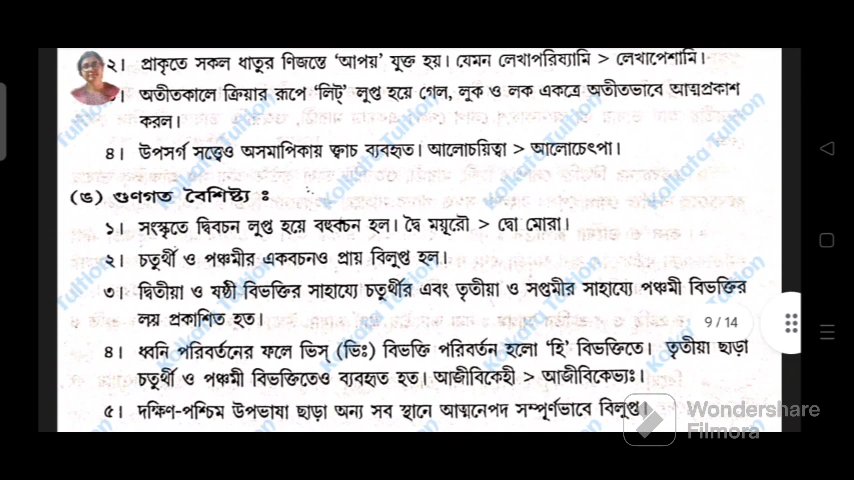 ২। প্রাকৃতে সকল ধাতুর ণিজন্তে ‘আপয়’ যুক্ত হয়। যেমন লেখাপরিষ্যামি > লেখাপেশামি।
। অতীতকালে ক্রিয়ার রূপে ‘লিট্’ লুপ্ত হয়ে গেল, লুক ও লক একত্রে অতীতভাবে আত্মপ্রকাশ
করল।
৪। উপসর্গ সত্ত্বেও অসমাপিকায় ত্বাচ ব্যবহৃত। আলোচয়িত্বা > আলোচেৎপা।
(ঙ) গুণগত বৈশিষ্ট্য ঃ
১। সংস্কৃতে দ্বিবচন লুপ্ত হয়ে বহুবচন হল। দ্বৈ ময়ূরৌ > দ্বো মোরা।
২। চতুর্থী ও পঞ্চমীর একবচনও প্রায় বিলুপ্ত হল।
৩। দ্বিতীয়া ও ষষ্ঠী বিভক্তির সাহায্যে চতুর্থীর এবং তৃতীয়া ও সপ্তমীর সাহায্যে পঞ্চমী বিভক্তির
লয় প্রকাশিত হত।
9 / 14
৪। ধ্বনি পরিবর্তনের ফলে ভিস্ (ভিঃ) বিভক্তি পরিবর্তন হলো ‘হি’ বিভক্তিতে। তৃতীয়া ছাড়া
চতুর্থী ও পঞ্চমী বিভক্তিতেও ব্যবহৃত হত। আজীবিকেহী > আজীবিকেভ্যঃ।
৫। দক্ষিণ-পশ্চিম উপভাষা ছাড়া অন্য সব স্থানে আত্মনেপদ সম্পূর্ণভাবে বিলুপ্ত।
Wondershare
Filmora
Kolkata Tuition